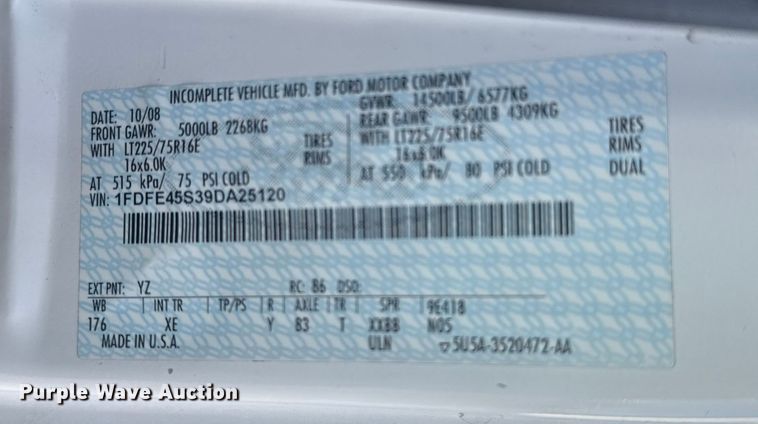 INCOMPLETE VEHICLE MFD. BY FORD MOTOR COMPANY
DATE: 10/08 GVWR: 14500LB/ 6577KG
FRONT GAWR: 5000LB 2268KG REAR GAWR: 9500LB 4309KG
WITH LT225/75R16E TIRES WITH LT225/75R16E TIRES
16x6.0K RIMS 16x6.0K RIMS
AT 515 kPa/ 75 PSI COLD AT 550 kPa/ 80 PSI COLD DUAL
VIN: 1FDFE45S39DA25120
EXT PNT: YZ RC: 86 DSO:
WB INT TR TP/PS R AXLE TR SPR 9E418
176 XE Y 83 T XX88 NOS
MADE IN U.S.A. ULN ▽5U5A-3520472-AA
Purple Wave Auction